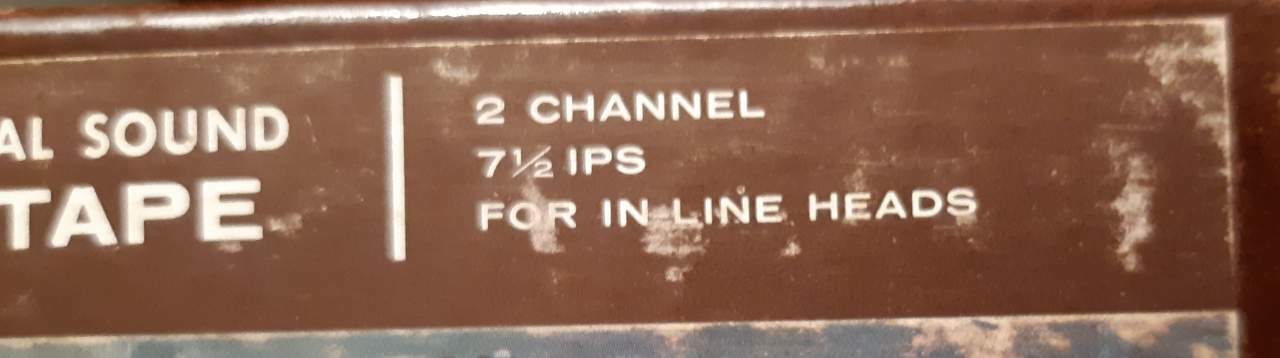 AL SOUND
TAPE
2 CHANNEL
7½ IPS
FOR IN-LINE HEADS